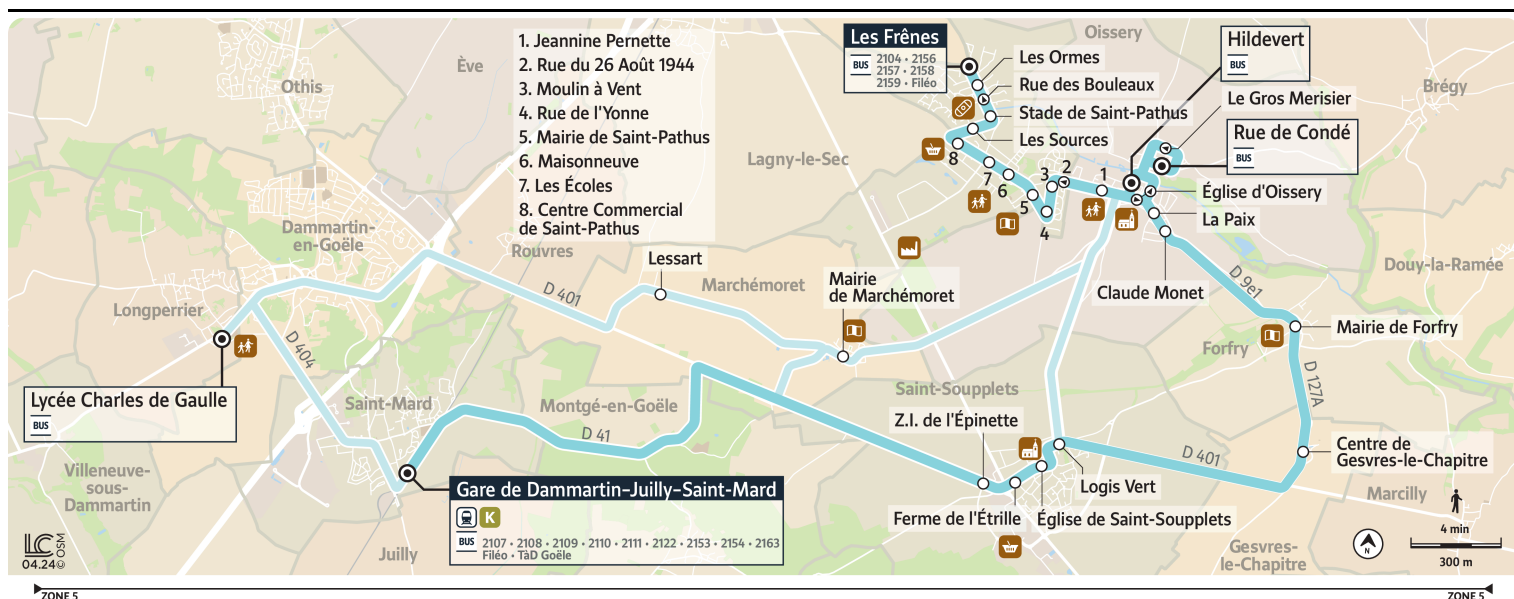 1. Jeannine Pernette
2. Rue du 26 Août 1944
3. Moulin à Vent
4. Rue de l'Yonne
5. Mairie de Saint-Pathus
6. Maisonneuve
7. Les Écoles
8. Centre Commercial
de Saint-Pathus
Les Frênes
BUS
2104 • 2156
2157 • 2158
2159 • Filéo
Oissery
Les Ormes
Rue des Bouleaux
Stade de Saint-Pathus
Les Sources
Hildevert
BUS
Le Gros Merisier
Rue de Condé
BUS
Église d'Oissery
La Paix
Brégy
Ève
Othis
Lagny-le-Sec
8
7
6
5
4
3
2
1
Dammartin-
en-Goële
Rouvres
Lessart
D 401
Marchémoret
Mairie
de Marchémoret
Claude Monet
D 9e1
Douy-la-Ramée
Longperrier
D 404
Mairie de Forfry
Forfry
D 127A
Lycée Charles de Gaulle
BUS
Saint-Mard
Montgé-en-Goële
D 41
Saint-Soupplets
Z.I. de l'Épinette
D 401
Centre de
Gesvres-le-Chapitre
Logis Vert
Marcilly
Villeneuve-
sous-
Dammartin
Gare de Dammartin–Juilly–Saint-Mard
K
BUS
2107 • 2108 • 2109 • 2110 • 2111 • 2122 • 2153 • 2154 • 2163
Filéo • TàD Goële
Ferme de l'Étrille
Église de Saint-Soupplets
Juilly
Gesvres-
le-Chapitre
N
4 min
300 m
LC
OSM
04.24©
ZONE 5
ZONE 5